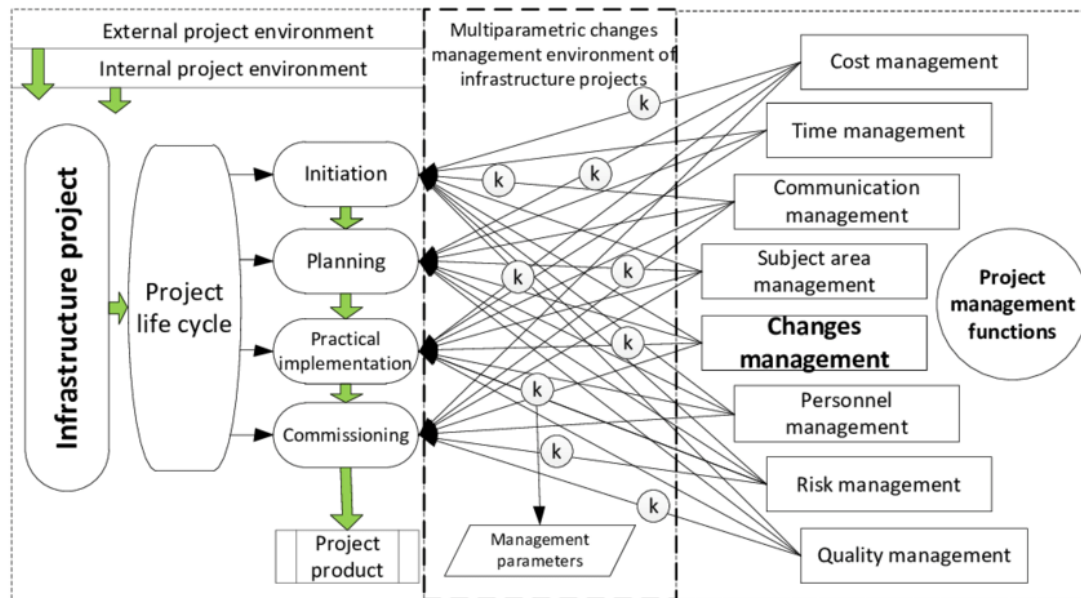 External project environment
Internal project environment
Infrastructure project
Project
life cycle
Initiation
Planning
Practical
implementation
Commissioning
Project
product
Multiparametric changes
management environment of
infrastructure projects
k
k
k
k
k
k
k
k
k
Management
parameters
Cost management
Time management
Communication
management
Subject area
management
Changes
management
Personnel
management
Risk management
Quality management
Project
management
functions